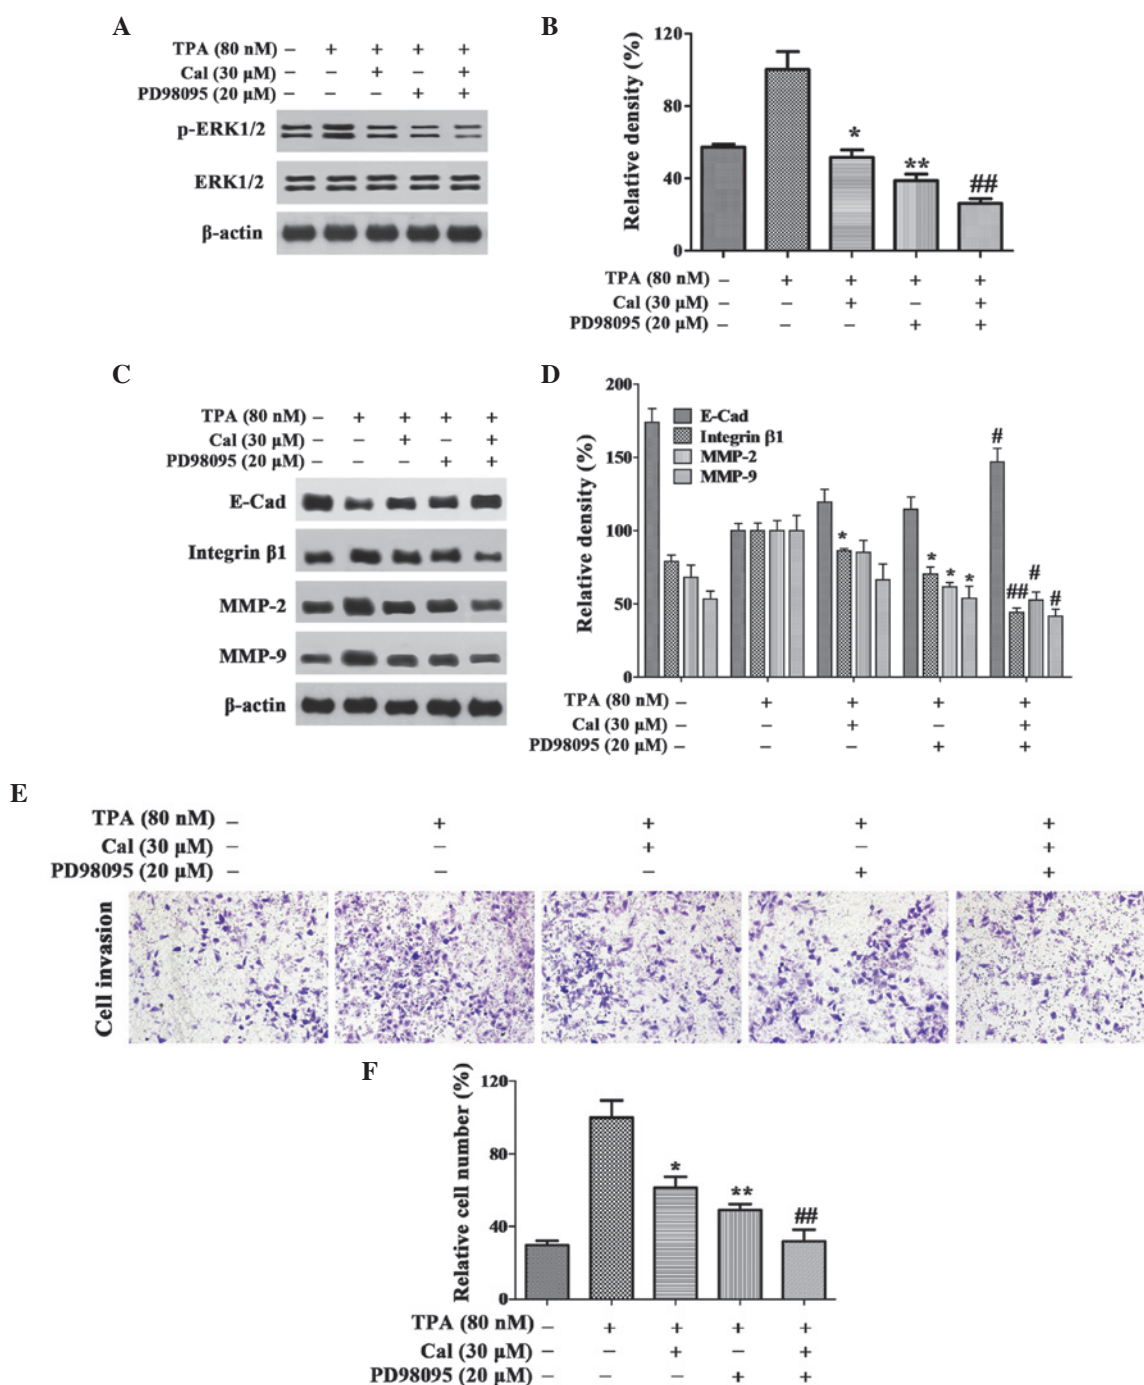 A
TPA (80 nM) – + + + +
Cal (30 µM) – – + – +
PD98095 (20 µM) – – – + +
p-ERK1/2
ERK1/2
β-actin
B
Relative density (%)
120
80
40
0
*
**
##
TPA (80 nM) – + + + +
Cal (30 µM) – – + – +
PD98095 (20 µM) – – – + +
C
TPA (80 nM) – + + + +
Cal (30 µM) – – + – +
PD98095 (20 µM) – – – + +
E-Cad
Integrin β1
MMP-2
MMP-9
β-actin
D
Relative density (%)
200
150
100
50
0
E-Cad
Integrin β1
MMP-2
MMP-9
*
* * *
# ## # #
TPA (80 nM) – + + + +
Cal (30 µM) – – + – +
PD98095 (20 µM) – – – + +
E
TPA (80 nM) – + + + +
Cal (30 µM) – – + – +
PD98095 (20 µM) – – – + +
Cell invasion
F
Relative cell number (%)
120
80
40
0
*
**
##
TPA (80 nM) – + + + +
Cal (30 µM) – – + – +
PD98095 (20 µM) – – – + +